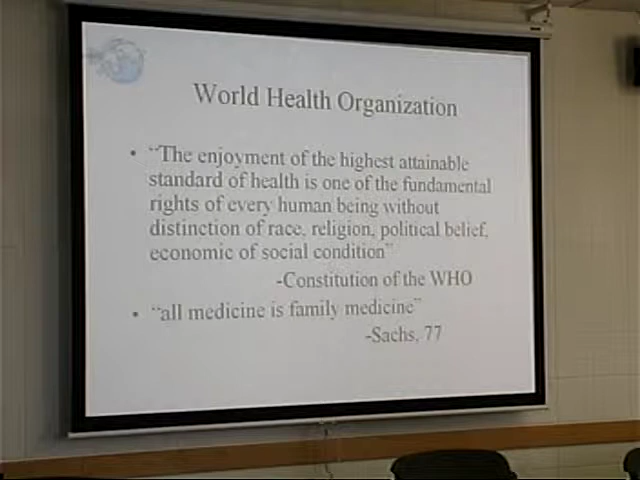 World Health Organization
• “The enjoyment of the highest attainable
standard of health is one of the fundamental
rights of every human being without
distinction of race, religion, political belief,
economic of social condition”
-Constitution of the WHO
• “all medicine is family medicine”
-Sachs, 77